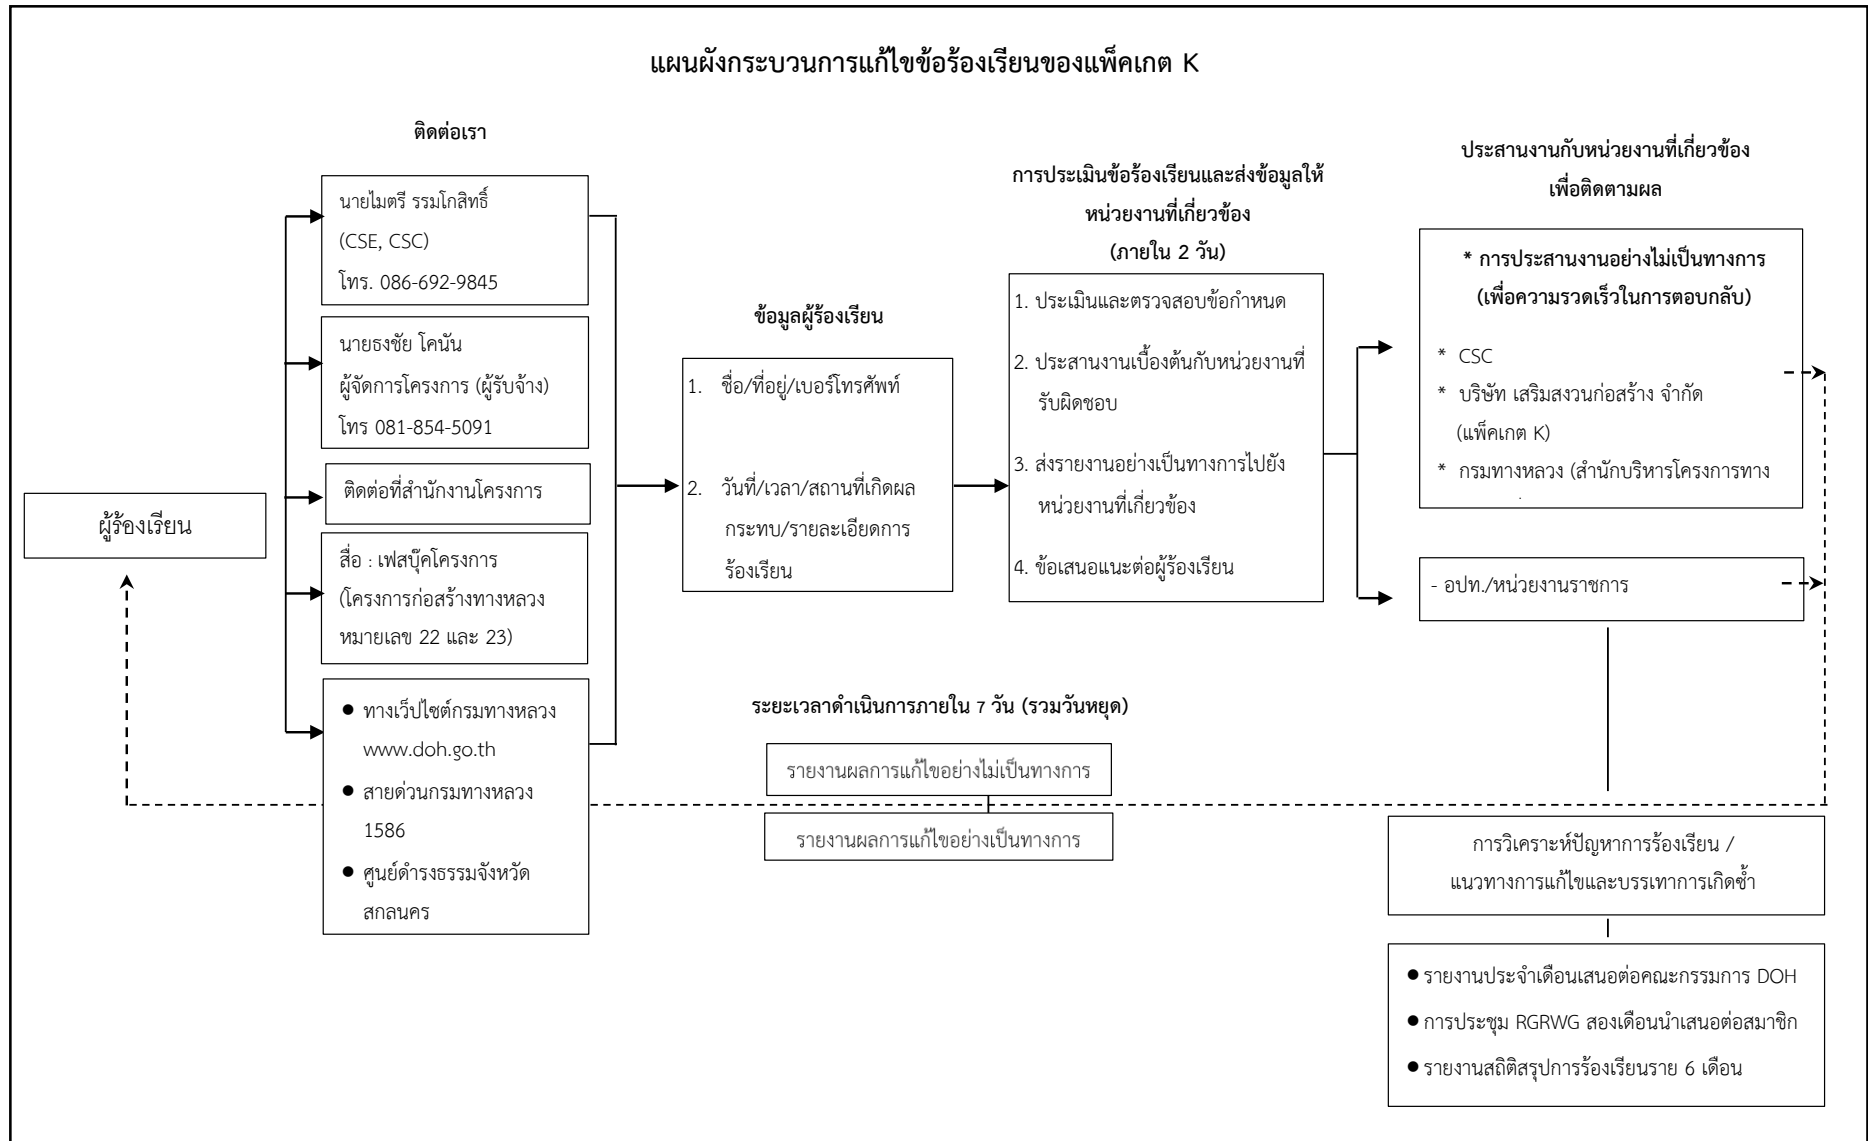 แผนผังกระบวนการแก้ไขข้อร้องเรียนของแพ็คเกต K
ผู้ร้องเรียน
ติดต่อเรา
นายไมตรี รรมโกสิทธิ์
(CSE, CSC)
โทร. 086-692-9845
นายธงชัย โคนัน
ผู้จัดการโครงการ (ผู้รับจ้าง)
โทร 081-854-5091
ติดต่อที่สำนักงานโครงการ
สื่อ : เฟสบุ๊คโครงการ
(โครงการก่อสร้างทางหลวง
หมายเลข 22 และ 23)
● ทางเว็ปไซต์กรมทางหลวง
www.doh.go.th
● สายด่วนกรมทางหลวง
1586
● ศูนย์ดำรงธรรมจังหวัด
สกลนคร
ข้อมูลผู้ร้องเรียน
1. ชื่อ/ที่อยู่/เบอร์โทรศัพท์
2. วันที่/เวลา/สถานที่เกิดผล
กระทบ/รายละเอียดการ
ร้องเรียน
การประเมินข้อร้องเรียนและส่งข้อมูลให้
หน่วยงานที่เกี่ยวข้อง
(ภายใน 2 วัน)
1. ประเมินและตรวจสอบข้อกำหนด
2. ประสานงานเบื้องต้นกับหน่วยงานที่
รับผิดชอบ
3. ส่งรายงานอย่างเป็นทางการไปยัง
หน่วยงานที่เกี่ยวข้อง
4. ข้อเสนอแนะต่อผู้ร้องเรียน
ประสานงานกับหน่วยงานที่เกี่ยวข้อง
เพื่อติดตามผล
* การประสานงานอย่างไม่เป็นทางการ
(เพื่อความรวดเร็วในการตอบกลับ)
* CSC
* บริษัท เสริมสงวนก่อสร้าง จำกัด
(แพ็คเกต K)
* กรมทางหลวง (สำนักบริหารโครงการทาง
- อปท./หน่วยงานราชการ
ระยะเวลาดำเนินการภายใน 7 วัน (รวมวันหยุด)
รายงานผลการแก้ไขอย่างไม่เป็นทางการ
รายงานผลการแก้ไขอย่างเป็นทางการ
การวิเคราะห์ปัญหาการร้องเรียน /
แนวทางการแก้ไขและบรรเทาการเกิดซ้ำ
● รายงานประจำเดือนเสนอต่อคณะกรรมการ DOH
● การประชุม RGRWG สองเดือนนำเสนอต่อสมาชิก
● รายงานสถิติสรุปการร้องเรียนราย 6 เดือน